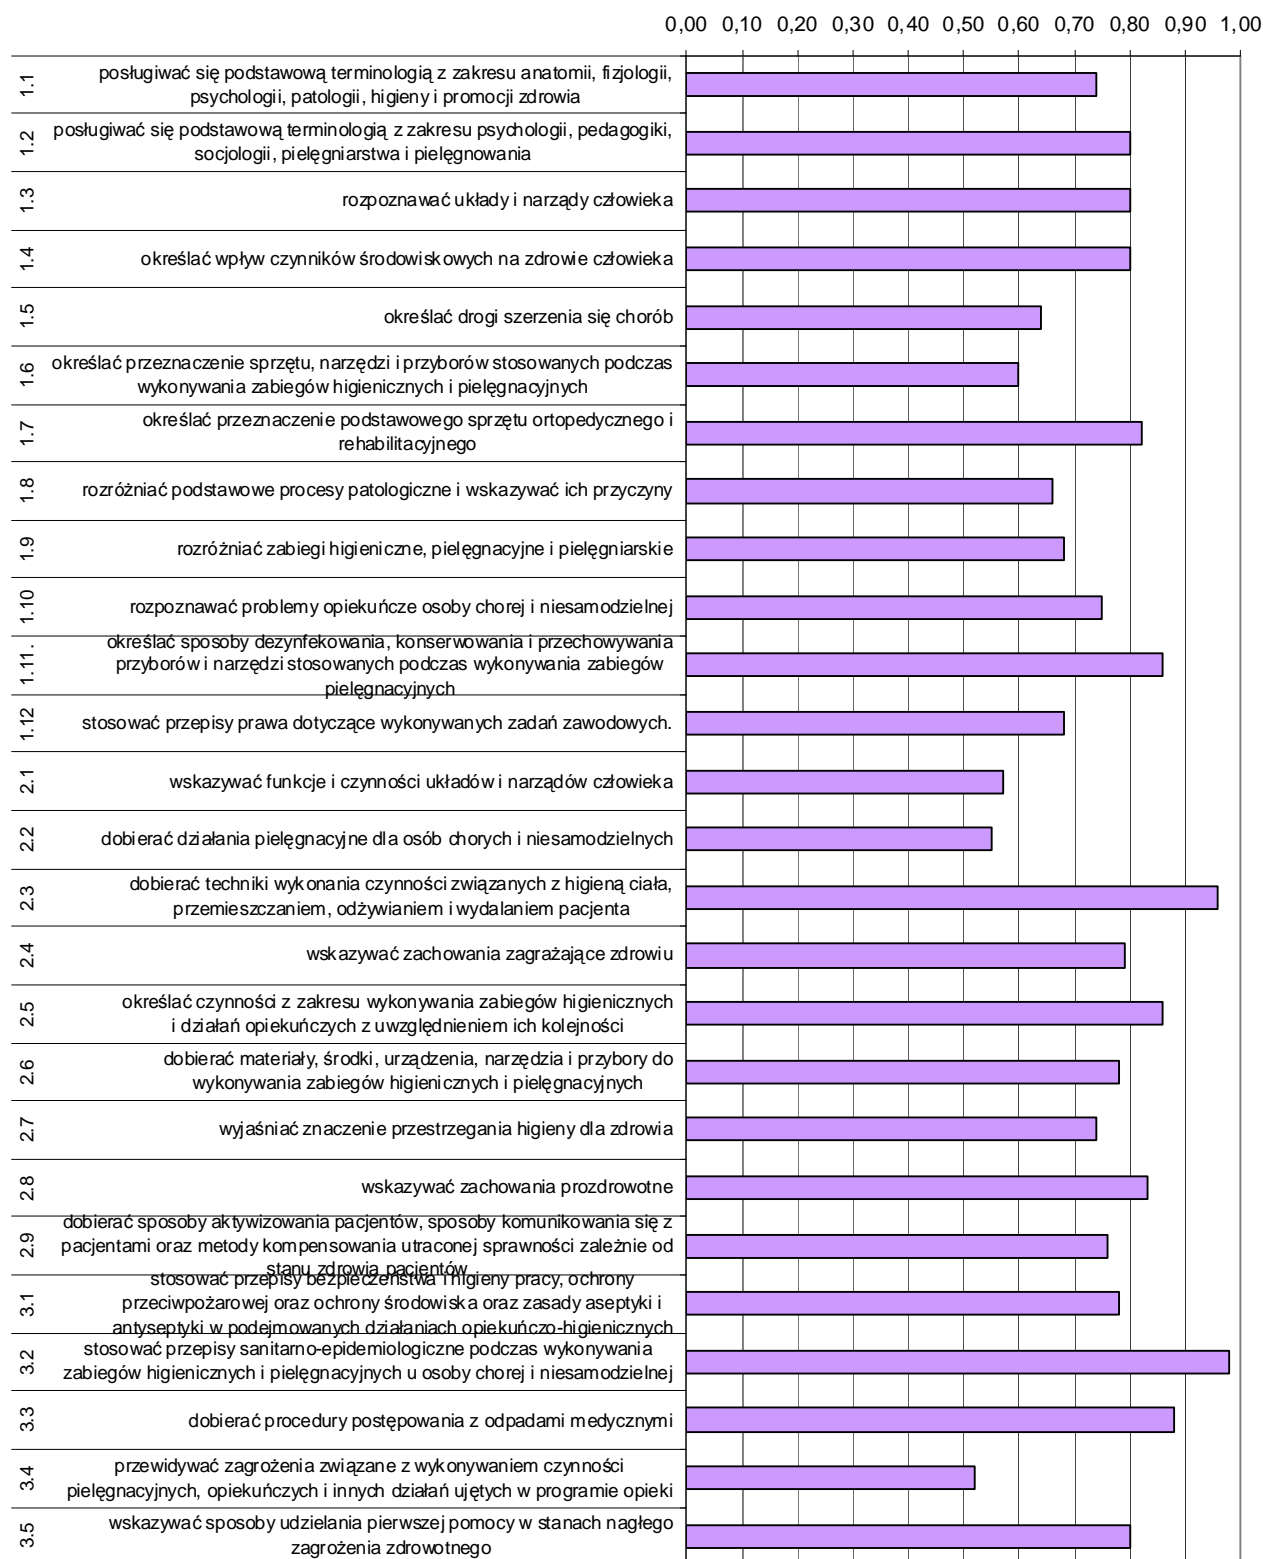 0,00 0,10 0,20 0,30 0,40 0,50 0,60 0,70 0,80 0,90 1,00
1.1
posługiwać się podstawową terminologią z zakresu anatomii, fizjologii,
psychologii, patologii, higieny i promocji zdrowia
1.2
posługiwać się podstawową terminologią z zakresu psychologii, pedagogiki,
socjologii, pielęgniarstwa i pielęgnowania
1.3
rozpoznawać układy i narządy człowieka
1.4
określać wpływ czynników środowiskowych na zdrowie człowieka
1.5
określać drogi szerzenia się chorób
1.6
określać przeznaczenie sprzętu, narzędzi i przyborów stosowanych podczas
wykonywania zabiegów higienicznych i pielęgnacyjnych
1.7
określać przeznaczenie podstawowego sprzętu ortopedycznego i
rehabilitacyjnego
1.8
rozróżniać podstawowe procesy patologiczne i wskazywać ich przyczyny
1.9
rozróżniać zabiegi higieniczne, pielęgnacyjne i pielęgniarskie
1.10
rozpoznawać problemy opiekuńcze osoby chorej i niesamodzielnej
1.11.
określać sposoby dezynfekowania, konserwowania i przechowywania
przyborów i narzędzi stosowanych podczas wykonywania zabiegów
pielęgnacyjnych
1.12
stosować przepisy prawa dotyczące wykonywanych zadań zawodowych.
2.1
wskazywać funkcje i czynności układów i narządów człowieka
2.2
dobierać działania pielęgnacyjne dla osób chorych i niesamodzielnych
2.3
dobierać techniki wykonania czynności związanych z higieną ciała,
przemieszczaniem, odżywianiem i wydalaniem pacjenta
2.4
wskazywać zachowania zagrażające zdrowiu
2.5
określać czynności z zakresu wykonywania zabiegów higienicznych
i działań opiekuńczych z uwzględnieniem ich kolejności
2.6
dobierać materiały, środki, urządzenia, narzędzia i przybory do
wykonywania zabiegów higienicznych i pielęgnacyjnych
2.7
wyjaśniać znaczenie przestrzegania higieny dla zdrowia
2.8
wskazywać zachowania prozdrowotne
2.9
dobierać sposoby aktywizowania pacjentów, sposoby komunikowania się z
pacjentami oraz metody kompensowania utraconej sprawności zależnie od
stanu zdrowia pacjentów
3.1
stosować przepisy bezpieczeństwa i higieny pracy, ochrony
przeciwpożarowej oraz ochrony środowiska oraz zasady aseptyki i
antyseptyki w podejmowanych działaniach opiekuńczo-higienicznych
3.2
stosować przepisy sanitarno-epidemiologiczne podczas wykonywania
zabiegów higienicznych i pielęgnacyjnych u osoby chorej i niesamodzielnej
3.3
dobierać procedury postępowania z odpadami medycznymi
3.4
przewidywać zagrożenia związane z wykonywaniem czynności
pielęgnacyjnych, opiekuńczych i innych działań ujętych w programie opieki
3.5
wskazywać sposoby udzielania pierwszej pomocy w stanach nagłego
zagrożenia zdrowotnego